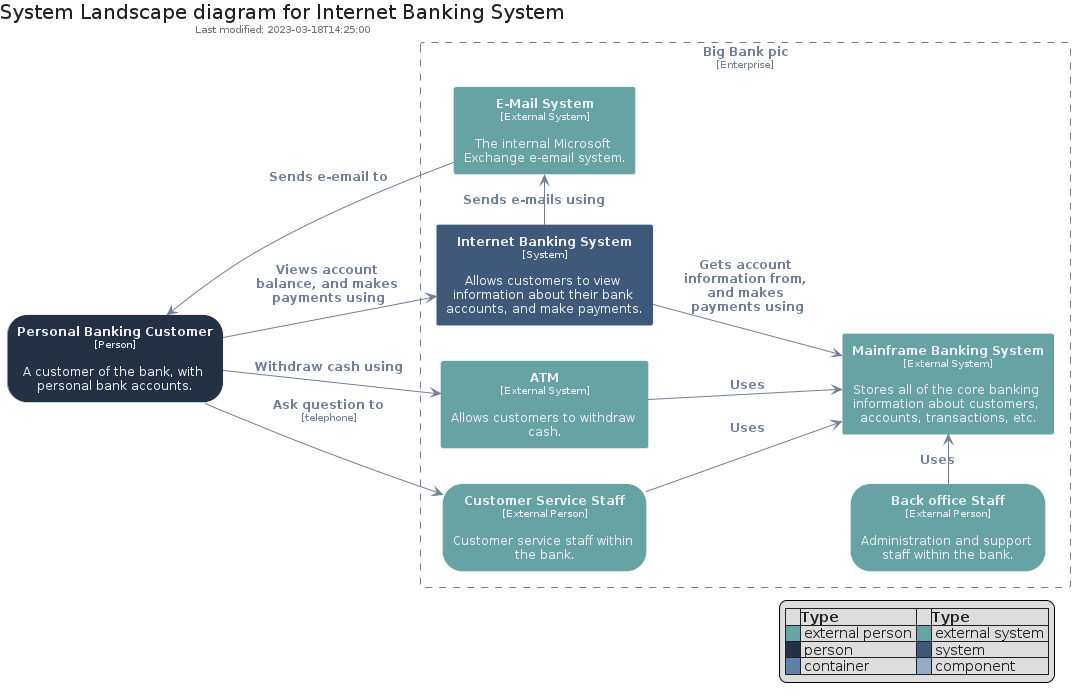 System Landscape diagram for Internet Banking System
Last modified: 2023-03-18T14:25:00
Big Bank pic
[Enterprise]
E-Mail System
[External System]
The internal Microsoft
Exchange e-email system.
Sends e-email to
Sends e-mails using
Internet Banking System
[System]
Allows customers to view
information about their bank
accounts, and make payments.
Views account
balance, and makes
payments using
Gets account
information from,
and makes
payments using
Personal Banking Customer
[Person]
A customer of the bank, with
personal bank accounts.
Mainframe Banking System
[External System]
Stores all of the core banking
information about customers,
accounts, transactions, etc.
Withdraw cash using
ATM
[External System]
Allows customers to withdraw
cash.
Uses
Ask question to
[telephone]
Uses
Uses
Customer Service Staff
[External Person]
Customer service staff within
the bank.
Back office Staff
[External Person]
Administration and support
staff within the bank.
Type Type
external person external system
person system
container component